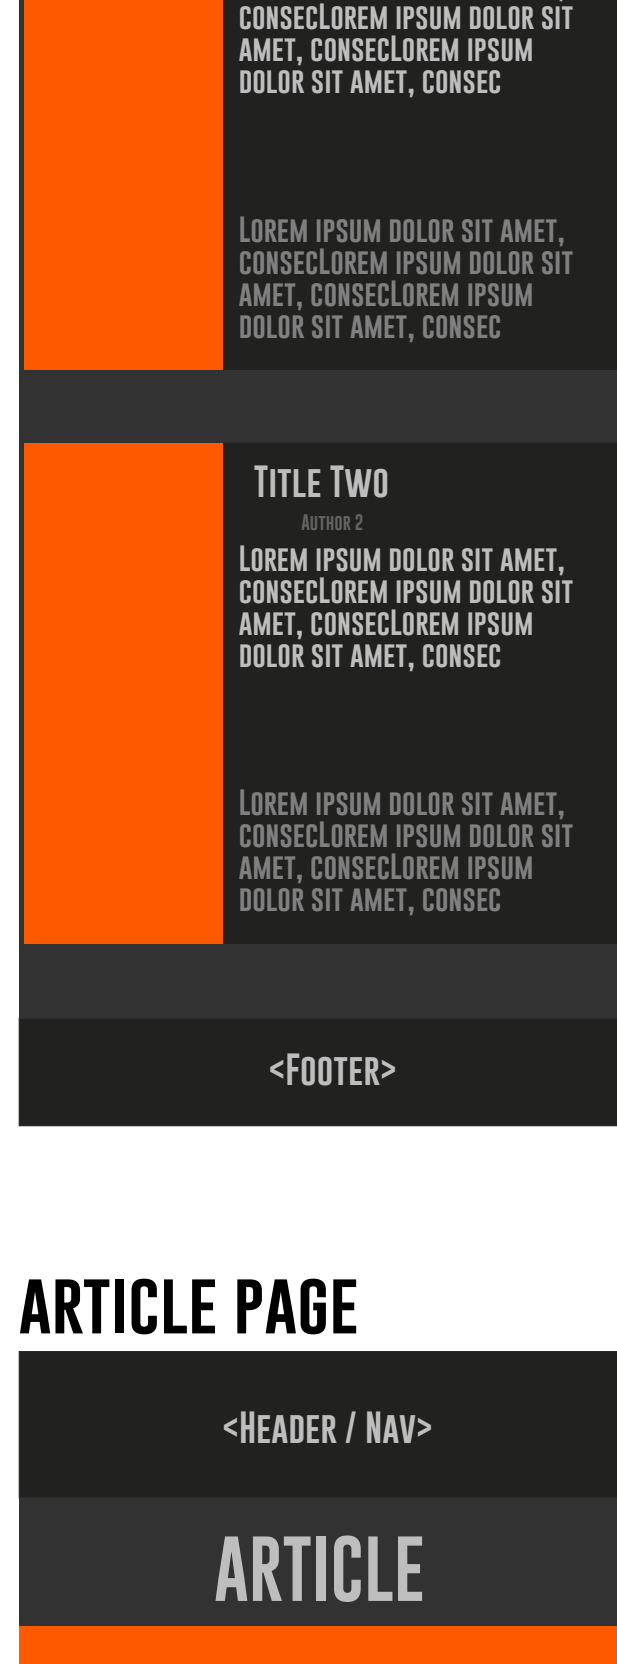 consecLorem ipsum dolor sit
amet, consecLorem ipsum
dolor sit amet, consec
Lorem ipsum dolor sit amet,
consecLorem ipsum dolor sit
amet, consecLorem ipsum
dolor sit amet, consec
Title Two
Author 2
Lorem ipsum dolor sit amet,
consecLorem ipsum dolor sit
amet, consecLorem ipsum
dolor sit amet, consec
Lorem ipsum dolor sit amet,
consecLorem ipsum dolor sit
amet, consecLorem ipsum
dolor sit amet, consec
<Footer>
ARTICLE PAGE
<Header / Nav>
ARTICLE